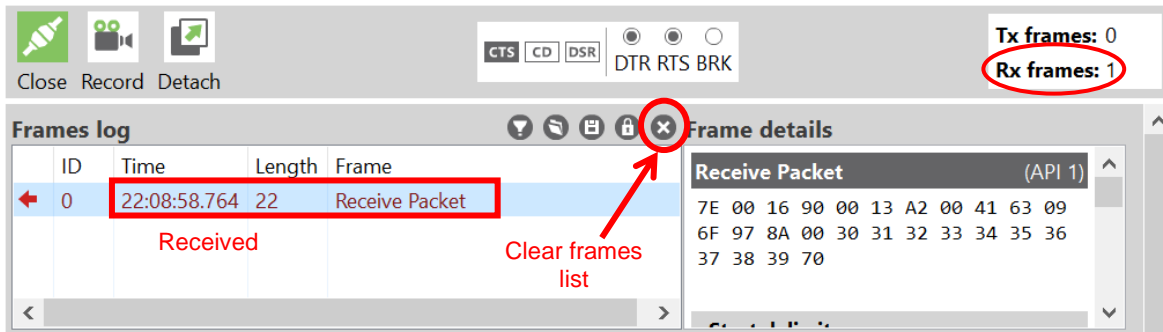 Close Record Detach
CTS CD DSR
DTR RTS BRK
Tx frames: 0
Rx frames: 1
Frames log
ID Time Length Frame
0 22:08:58.764 22 Receive Packet
Received
Clear frames
list
Frame details
Receive Packet (API 1)
7E 00 16 90 00 13 A2 00 41 63 09
6F 97 8A 00 30 31 32 33 34 35 36
37 38 39 70